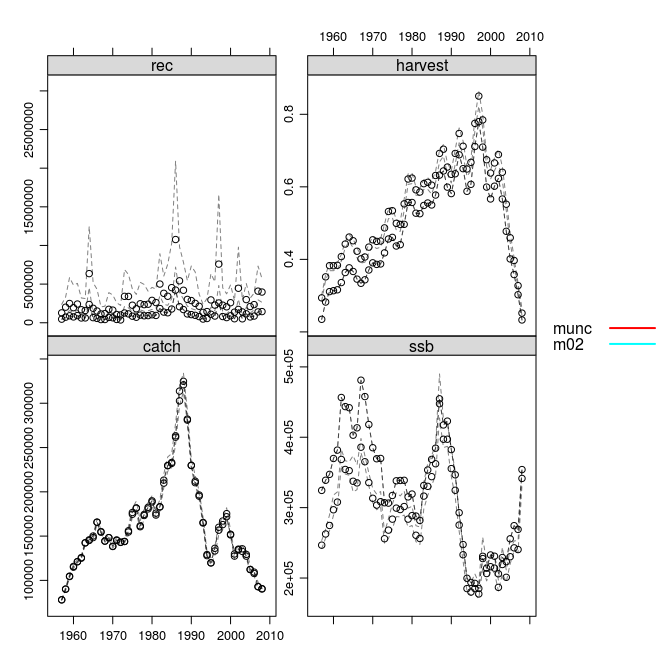 1960 1970 1980 1990 2000 2010
rec harvest
0 5000000 15000000 25000000
0.4 0.6 0.8
munc
m02
catch ssb
100000 150000 200000 250000 300000
2e+05 3e+05 4e+05 5e+05
1960 1970 1980 1990 2000 2010